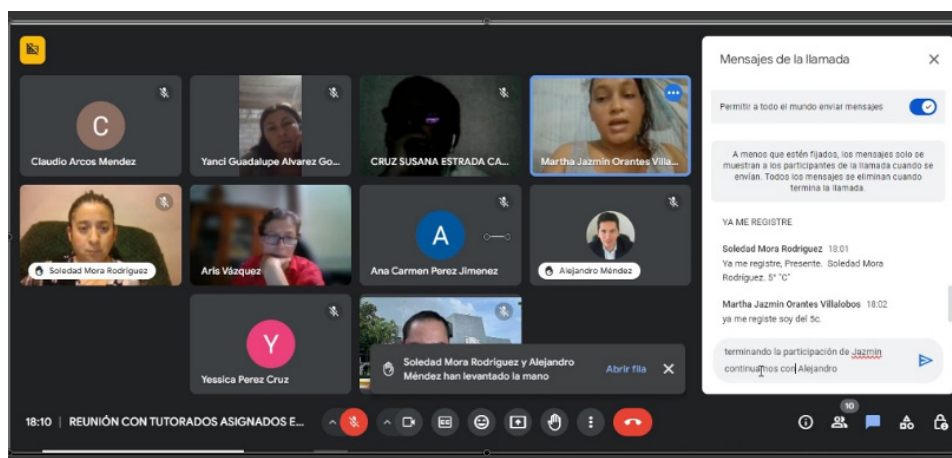 Mensajes de la llamada
Permitir a todo el mundo enviar mensajes
A menos que estén fijados, los mensajes solo se
muestran a los participantes de la llamada cuando se
envían. Todos los mensajes se eliminan cuando
termina la llamada.
YA ME REGISTRE
Soledad Mora Rodriguez 18:01
Ya me registre, Presente. Soledad Mora
Rodríguez. 5° "C"
Martha Jazmin Orantes Villalobos 18:02
ya me registe soy del 5c.
terminando la participación de Jazmin
continuamos con Alejandro
C
Claudio Arcos Mendez
Yanci Guadalupe Alvarez Go...
CRUZ SUSANA ESTRADA CA...
Martha Jazmin Orantes Villa...
Soledad Mora Rodriguez
Aris Vázquez
A
Ana Carmen Perez Jimenez
Alejandro Méndez
Y
Yessica Perez Cruz
Soledad Mora Rodriguez y Alejandro
Méndez han levantado la mano
Abrir fila
18:10 | REUNIÓN CON TUTORADOS ASIGNADOS E...
10